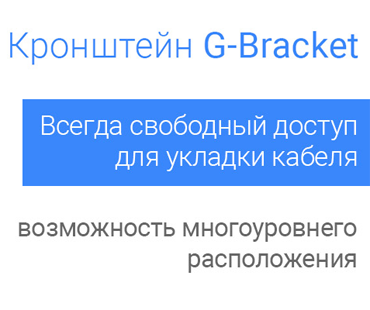 Кронштейн G-Bracket
Всегда свободный доступ
для укладки кабеля
возможность многоуровнего
расположения